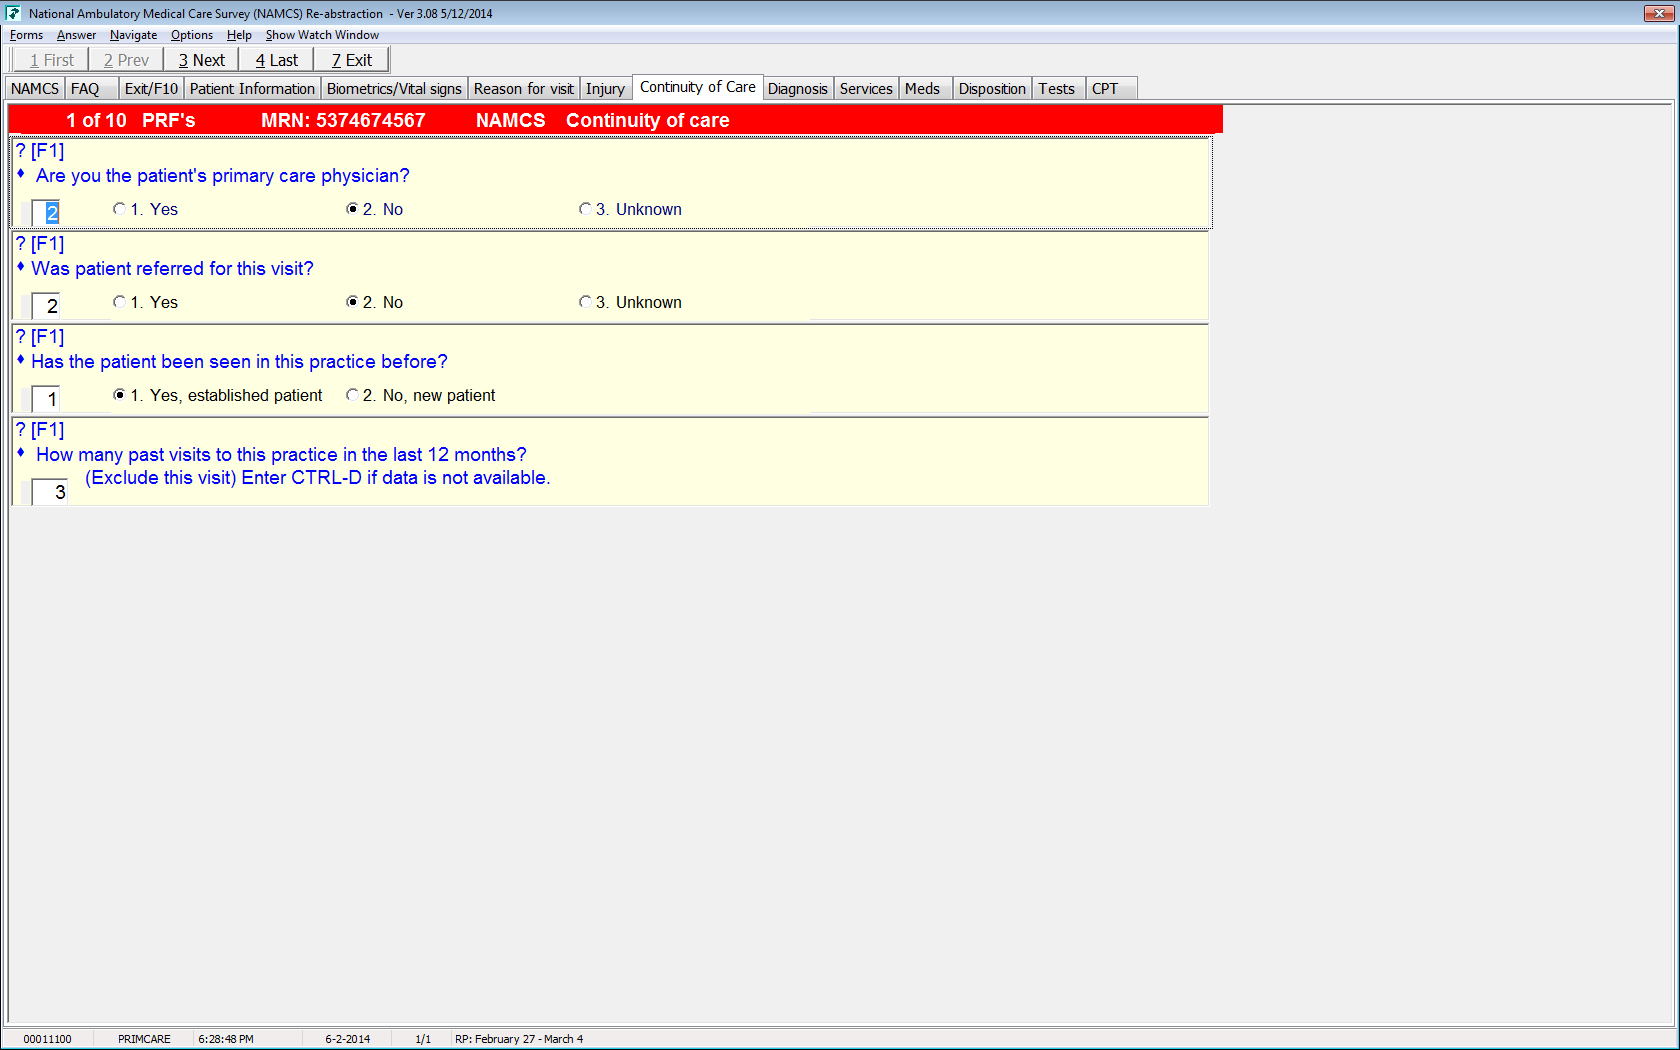 National Ambulatory Medical Care Survey (NAMCS) Re-abstraction - Ver 3.08 5/12/2014
Forms Answer Navigate Options Help Show Watch Window
1 First 2 Prev 3 Next 4 Last 7 Exit
NAMCS FAQ Exit/F10 Patient Information Biometrics/Vital signs Reason for visit Injury Continuity of Care Diagnosis Services Meds Disposition Tests CPT
1 of 10 PRF's MRN: 5374674567 NAMCS Continuity of care
? [F1]
♦ Are you the patient's primary care physician?
2 1. Yes 2. No 3. Unknown
? [F1]
♦ Was patient referred for this visit?
2 1. Yes 2. No 3. Unknown
? [F1]
♦ Has the patient been seen in this practice before?
1 1. Yes, established patient 2. No, new patient
? [F1]
♦ How many past visits to this practice in the last 12 months?
(Exclude this visit) Enter CTRL-D if data is not available.
3
00011100 PRIMCARE 6:28:48 PM 6-2-2014 1/1 RP: February 27 - March 4